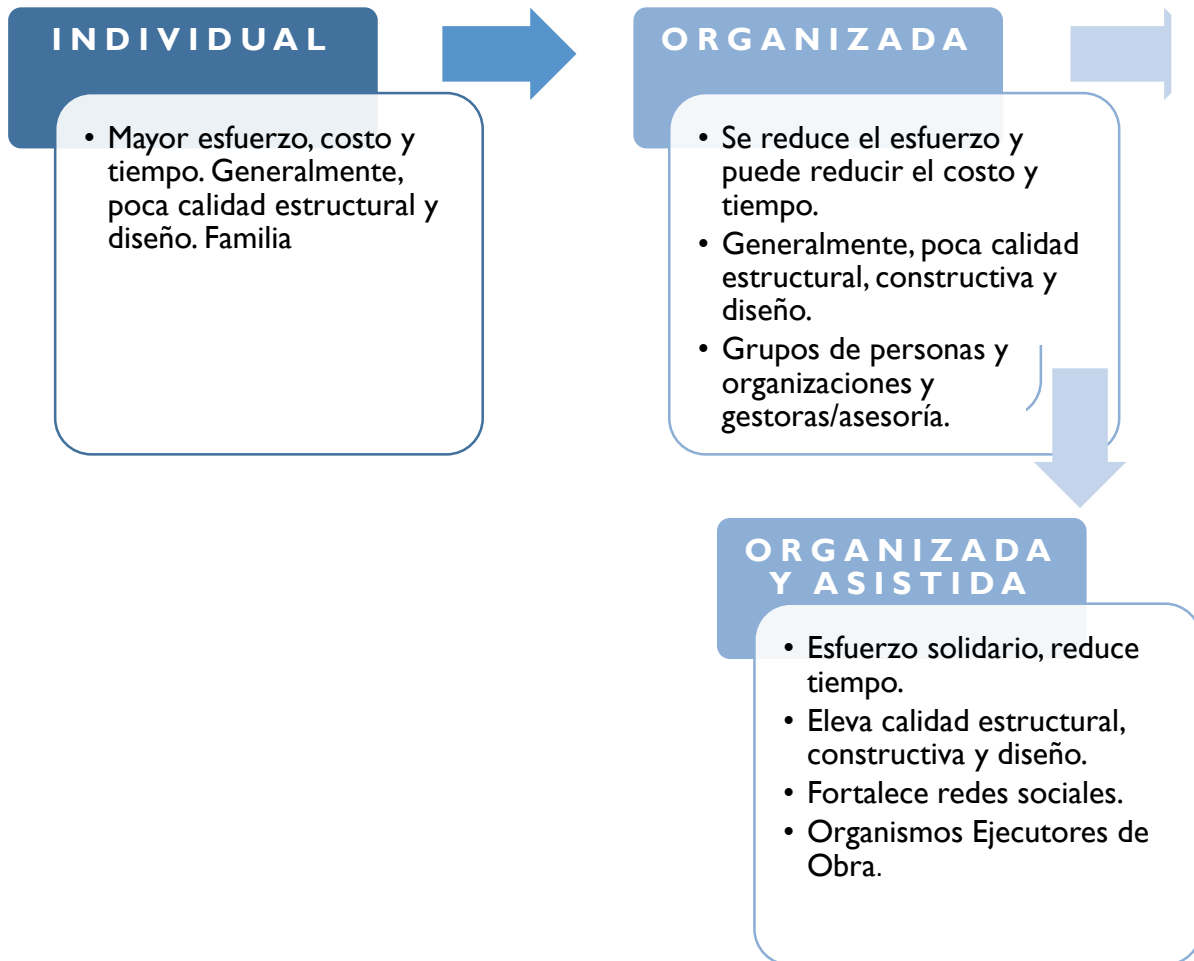 INDIVIDUAL
• Mayor esfuerzo, costo y
tiempo. Generalmente,
poca calidad estructural y
diseño. Familia
ORGANIZADA
• Se reduce el esfuerzo y
puede reducir el costo y
tiempo.
• Generalmente, poca calidad
estructural, constructiva y
diseño.
• Grupos de personas y
organizaciones y
gestoras/asesoría.
ORGANIZADA
Y ASISTIDA
• Esfuerzo solidario, reduce
tiempo.
• Eleva calidad estructural,
constructiva y diseño.
• Fortalece redes sociales.
• Organismos Ejecutores de
Obra.